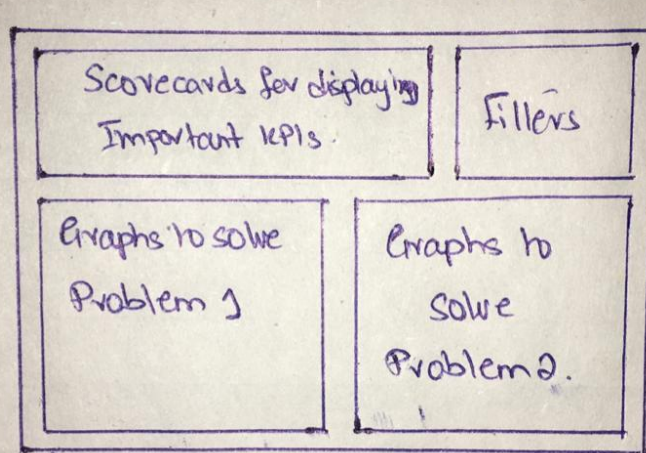 Scorecards for displaying
Important KPIs.
Fillers
Graphs to solve
Problem 1
Graphs to
solve
Problem 2.